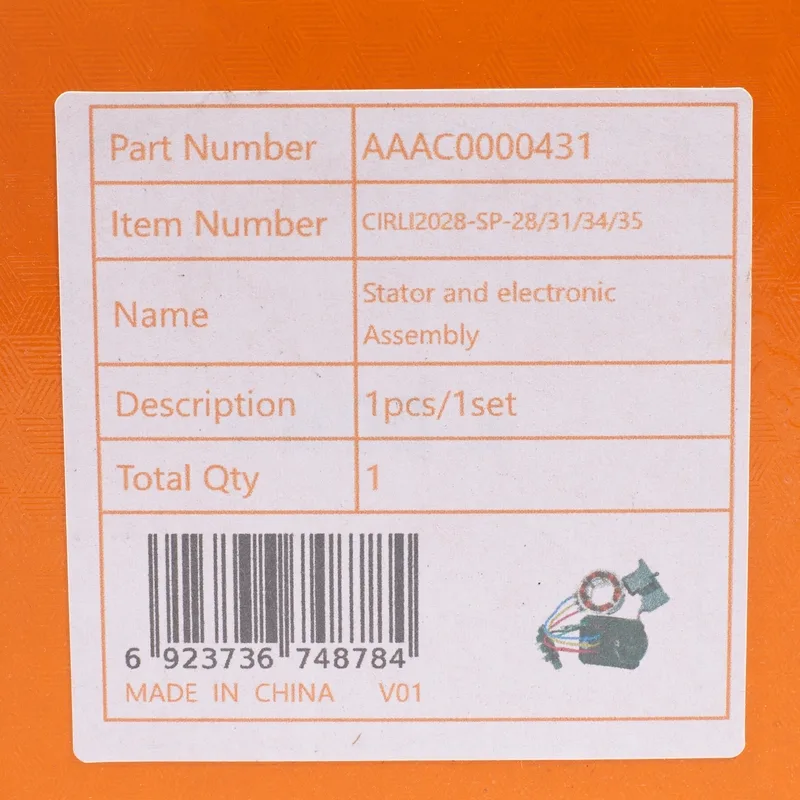 Part Number AAAC0000431
Item Number CIRLI2028-SP-28/31/34/35
Name Stator and electronic
Assembly
Description 1pcs/1set
Total Qty 1
6 923736 748784
MADE IN CHINA V01